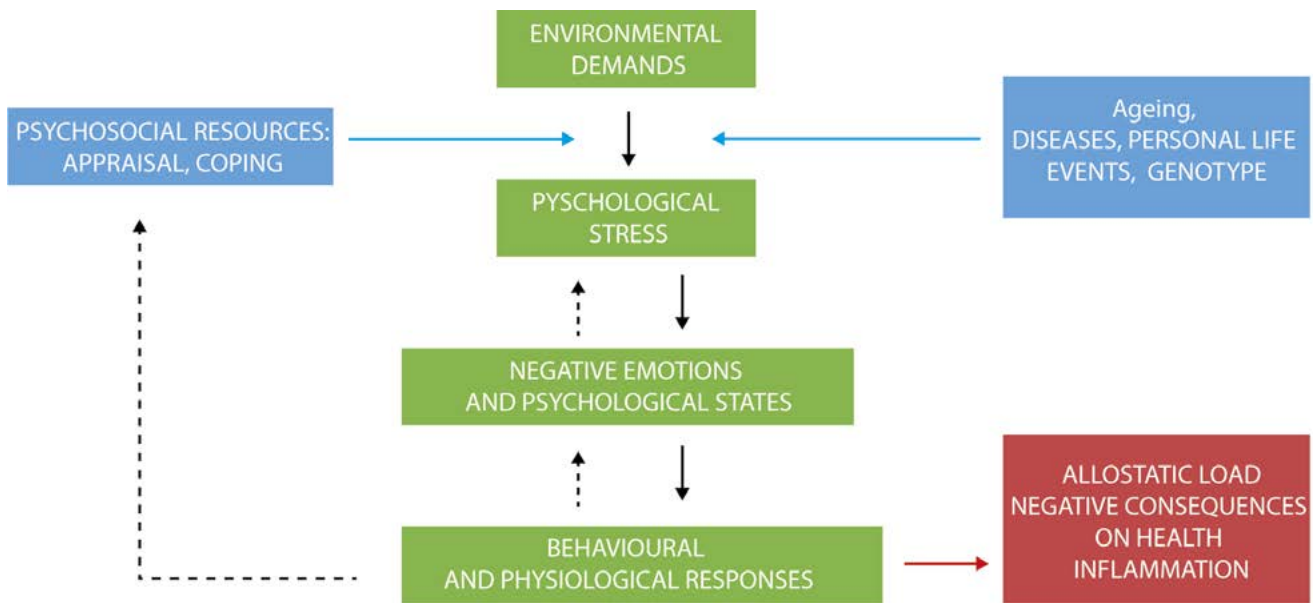 ENVIRONMENTAL
DEMANDS
PSYCHOSOCIAL RESOURCES:
APPRAISAL, COPING
Ageing,
DISEASES, PERSONAL LIFE
EVENTS, GENOTYPE
PYSCHOLOGICAL
STRESS
NEGATIVE EMOTIONS
AND PSYCHOLOGICAL STATES
BEHAVIOURAL
AND PHYSIOLOGICAL RESPONSES
ALLOSTATIC LOAD
NEGATIVE CONSEQUENCES
ON HEALTH
INFLAMMATION